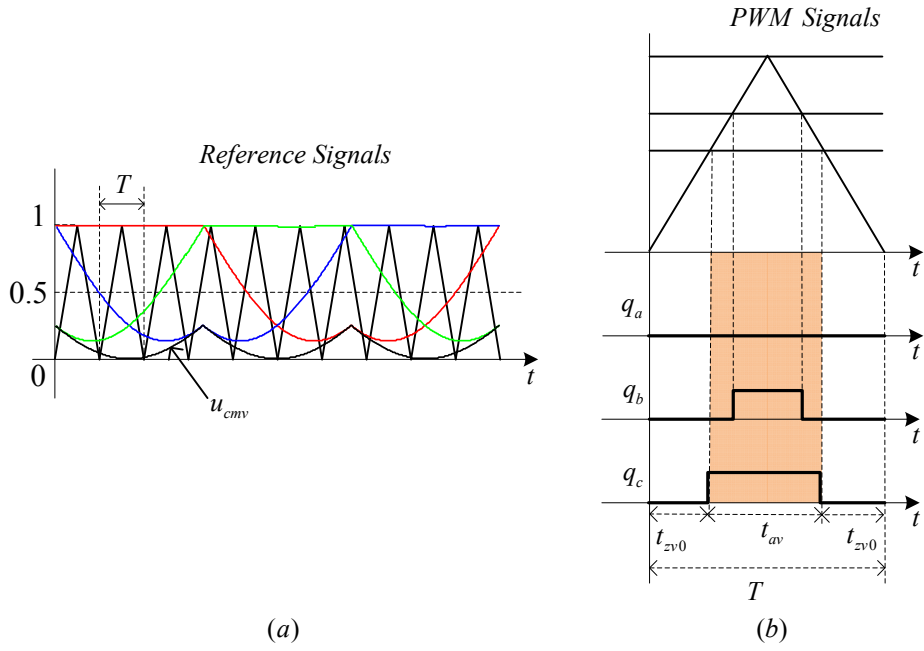 Reference Signals
T
1
0.5
0
t
u_cmv
(a)
PWM Signals
t
q_a
t
q_b
t
q_c
t
t_zv0
t_av
t_zv0
T
(b)